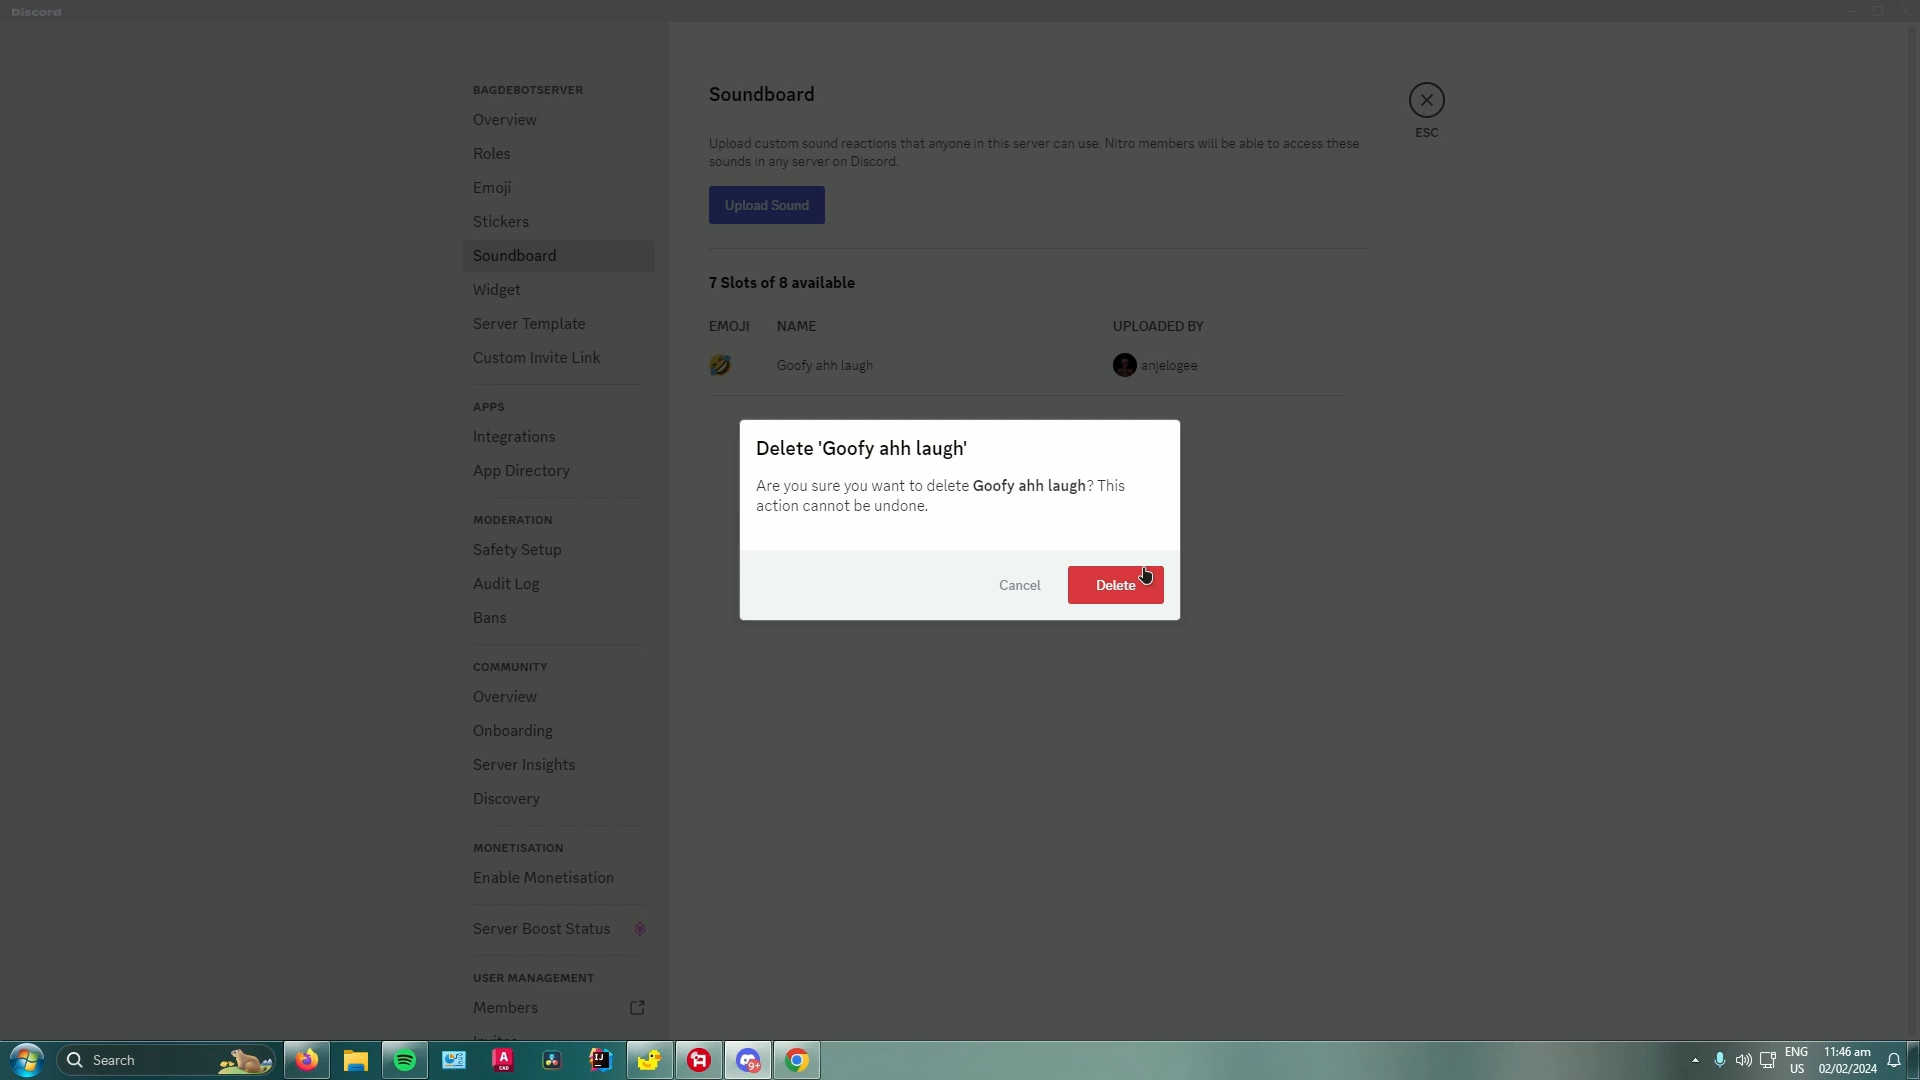 Discord
BAGDEBOTSERVER
Overview
Roles
Emoji
Stickers
Soundboard
Widget
Server Template
Custom Invite Link
APPS
Integrations
App Directory
MODERATION
Safety Setup
Audit Log
Bans
COMMUNITY
Overview
Onboarding
Server Insights
Discovery
MONETISATION
Enable Monetisation
Server Boost Status
USER MANAGEMENT
Members
Soundboard
ESC
Upload custom sound reactions that anyone in this server can use. Nitro members will be able to access these
sounds in any server on Discord.
Upload Sound
7 Slots of 8 available
EMOJI NAME UPLOADED BY
Goofy ahh laugh anjelogee
Delete 'Goofy ahh laugh'
Are you sure you want to delete Goofy ahh laugh? This
action cannot be undone.
Cancel Delete
Search
A
CAD
IJ
9+
ENG
US
11:46 am
02/02/2024